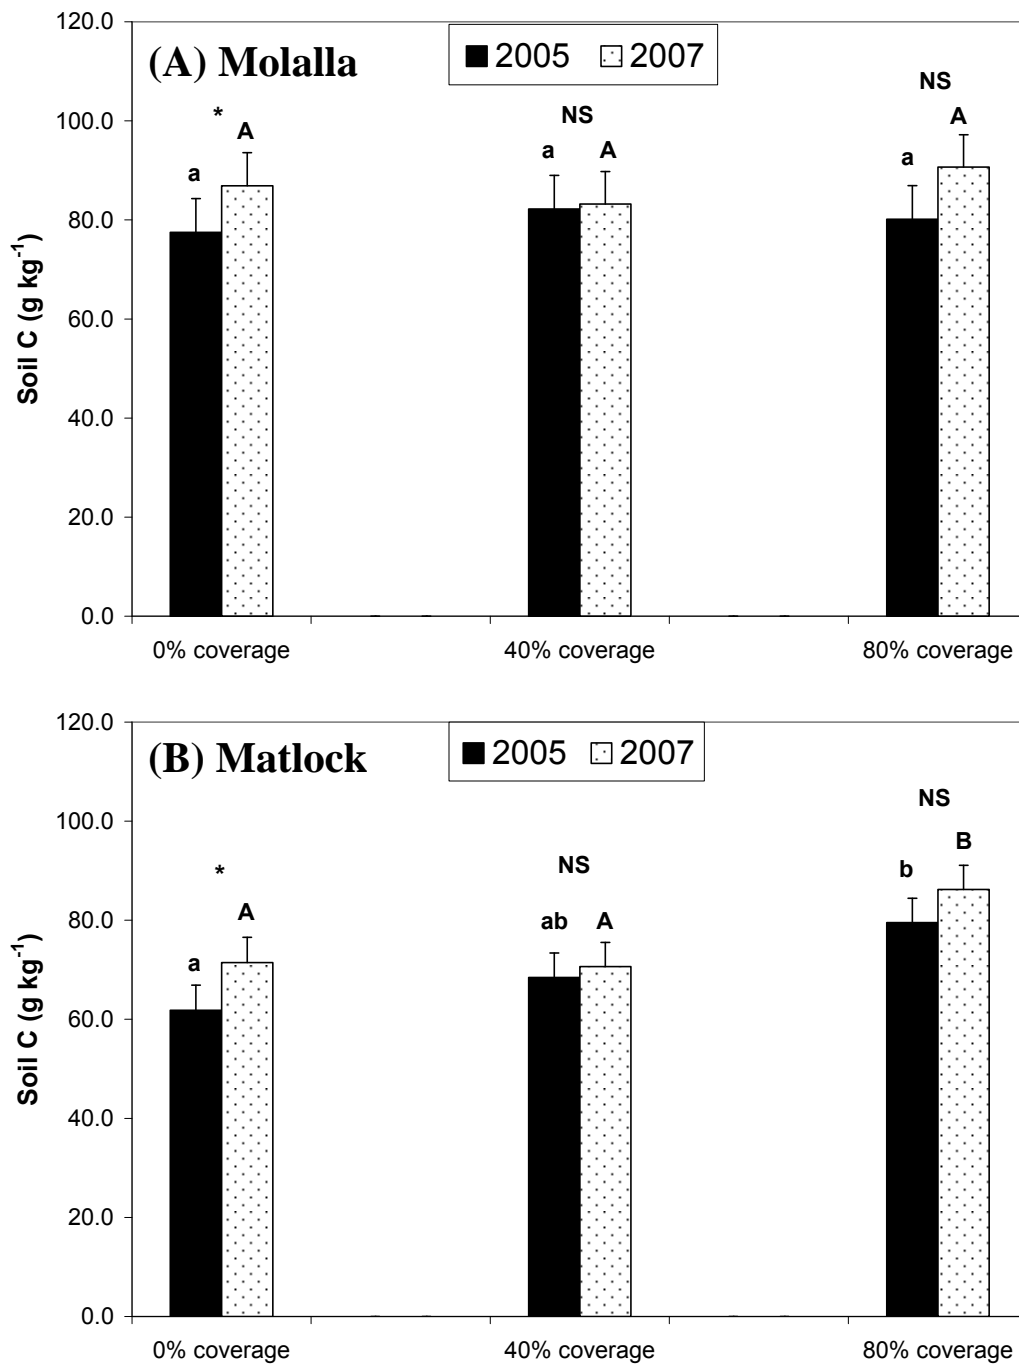 120.0
(A) Molalla
2005 2007
NS
* A NS A
100.0
a a A a
80.0
Soil C (g kg-1)
60.0
40.0
20.0
0.0
0% coverage 40% coverage 80% coverage
120.0
(B) Matlock
2005 2007
NS
100.0
* NS B
b
A ab A
80.0
a
Soil C (g kg-1)
60.0
40.0
20.0
0.0
0% coverage 40% coverage 80% coverage